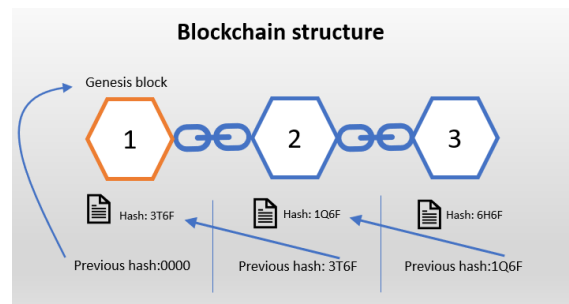 Blockchain structure
Genesis block
1
2
3
Hash: 3T6F
Hash: 1Q6F
Hash: 6H6F
Previous hash:0000
Previous hash: 3T6F
Previous hash:1Q6F